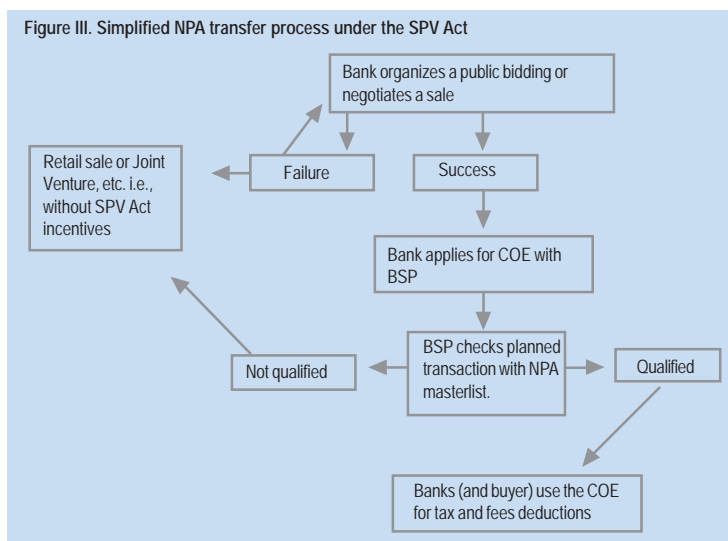 Figure III. Simplified NPA transfer process under the SPV Act
Bank organizes a public bidding or
negotiates a sale
Retail sale or Joint
Venture, etc. i.e.,
without SPV Act
incentives
Failure
Success
Bank applies for COE with
BSP
Not qualified
BSP checks planned
transaction with NPA
masterlist.
Qualified
Banks (and buyer) use the COE
for tax and fees deductions